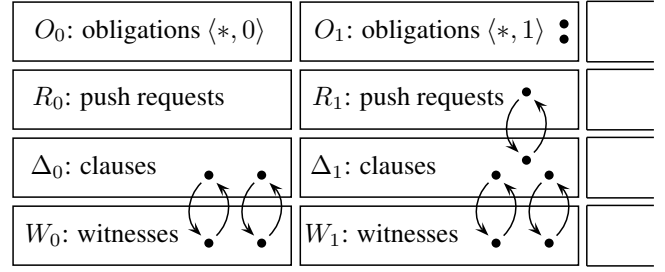 O₀: obligations ⟨∗, 0⟩ O₁: obligations ⟨∗, 1⟩
R₀: push requests R₁: push requests
Δ₀: clauses Δ₁: clauses
W₀: witnesses W₁: witnesses